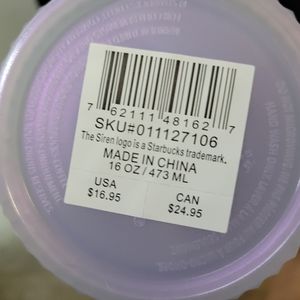 7 62111 48162 7
SKU#011127106
The Siren logo is a Starbucks trademark.
MADE IN CHINA
16 OZ / 473 ML
USA
$16.95
CAN
$24.95